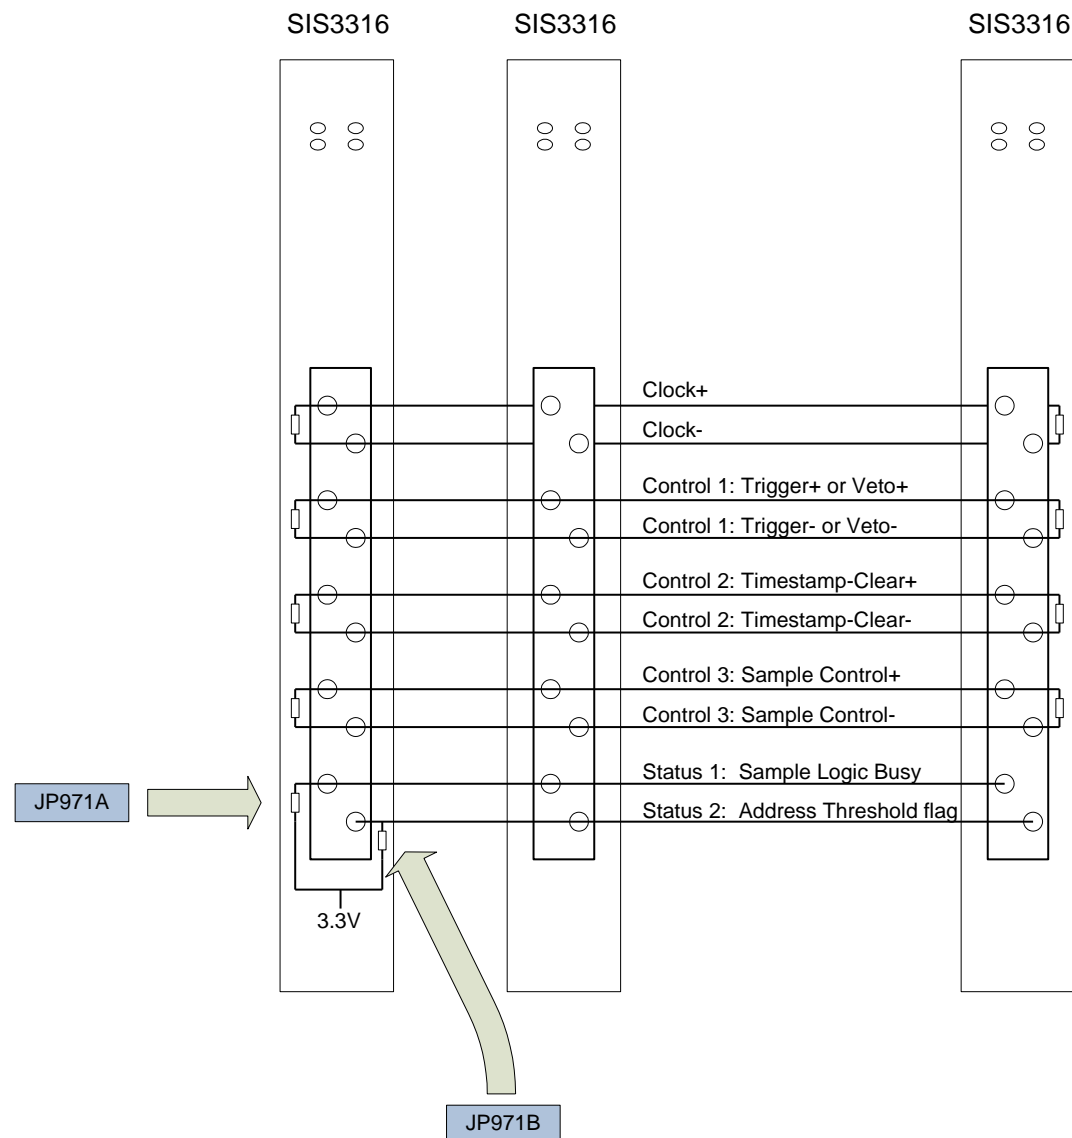 SIS3316 SIS3316 SIS3316
Clock+
Clock-
Control 1: Trigger+ or Veto+
Control 1: Trigger- or Veto-
Control 2: Timestamp-Clear+
Control 2: Timestamp-Clear-
Control 3: Sample Control+
Control 3: Sample Control-
Status 1: Sample Logic Busy
JP971A
Status 2: Address Threshold flag
3.3V
JP971B